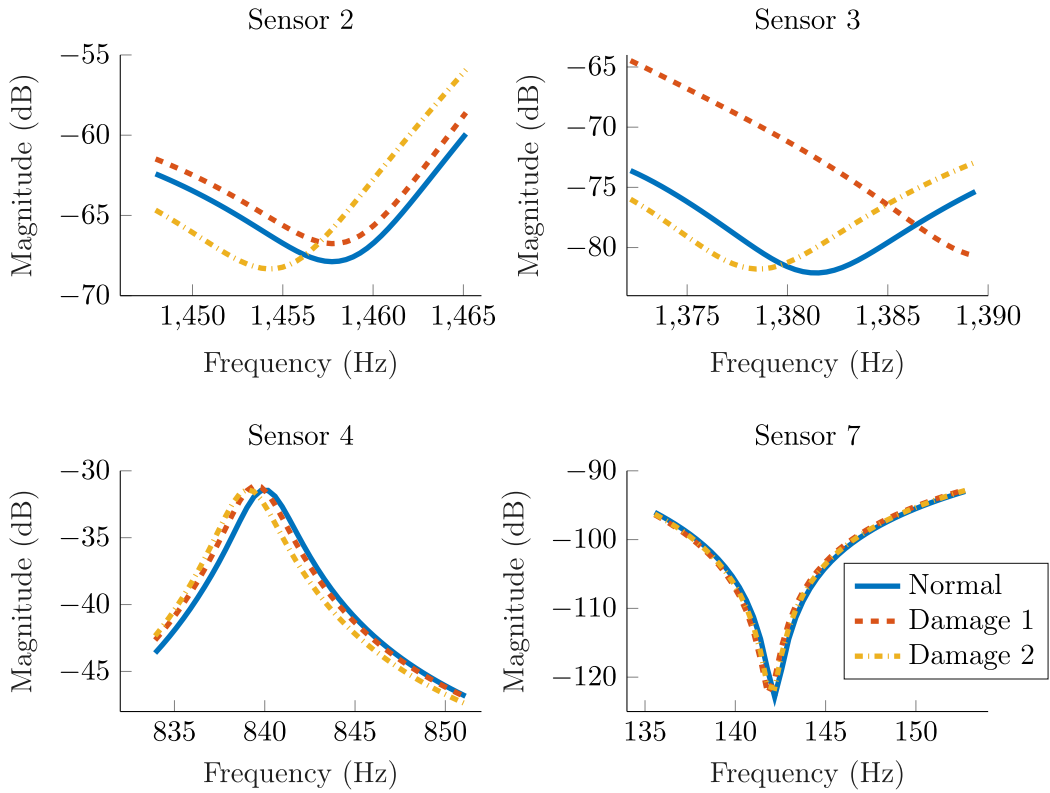 Sensor 2
Magnitude (dB)
−55
−60
−65
−70
1,450 1,455 1,460 1,465
Frequency (Hz)
Sensor 3
Magnitude (dB)
−65
−70
−75
−80
1,375 1,380 1,385 1,390
Frequency (Hz)
Sensor 4
Magnitude (dB)
−30
−35
−40
−45
835 840 845 850
Frequency (Hz)
Sensor 7
Magnitude (dB)
−90
−100
−110
−120
135 140 145 150
Frequency (Hz)
Normal
Damage 1
Damage 2